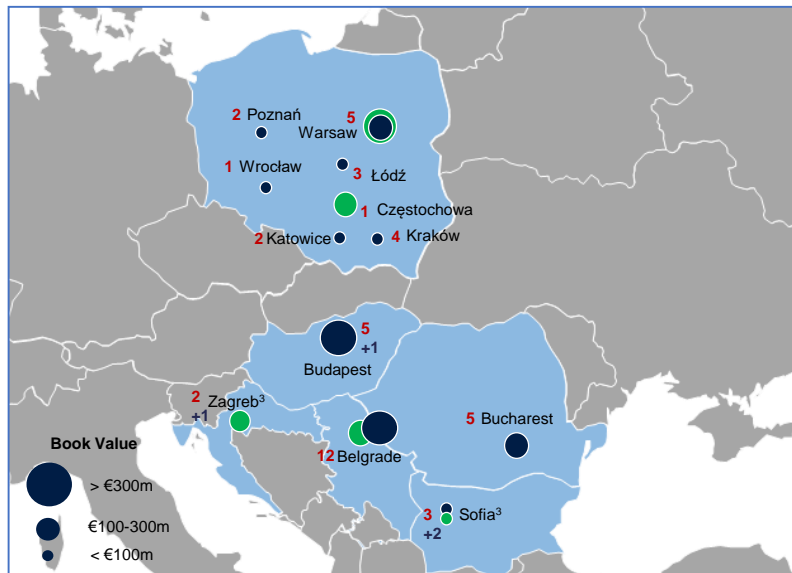 2 Poznań
5
Warsaw
1 Wrocław
3 Łódź
1 Częstochowa
2 Katowice
4 Kraków
5
+1
Budapest
2 Zagreb³
+1
5 Bucharest
12 Belgrade
3 Sofia³
+2
Book Value
> €300m
€100-300m
< €100m